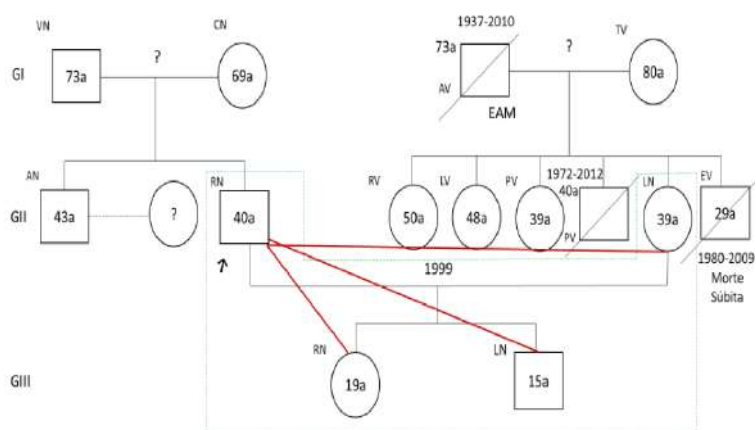 VN
CN
1937-2010
TV
?
?
GI
73a
69a
73a
AV
EAM
80a
AN
RN
RV
LV
PV
1972-2012
40a
LN
EV
GII
43a
?
40a
50a
48a
39a
PV
39a
29a
1999
1980-2009
Morte
Súbita
GIII
RN
19a
LN
15a